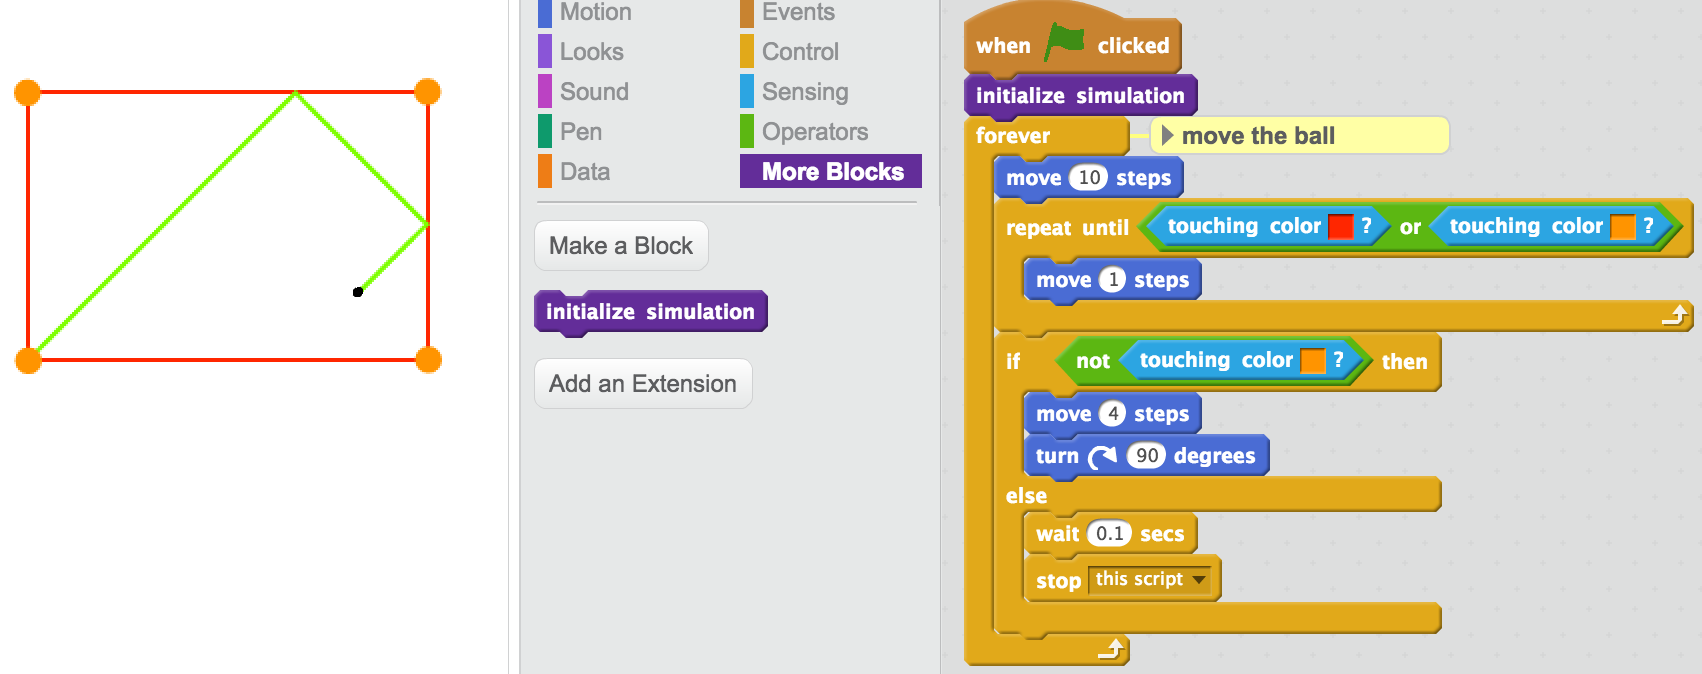 Motion
Events
Looks
Control
Sound
Sensing
Pen
Operators
Data
More Blocks
Make a Block
initialize simulation
Add an Extension
when clicked
initialize simulation
forever
move the ball
move 10 steps
repeat until touching color ? or touching color ?
move 1 steps
if not touching color ? then
move 4 steps
turn 90 degrees
else
wait 0.1 secs
stop this script